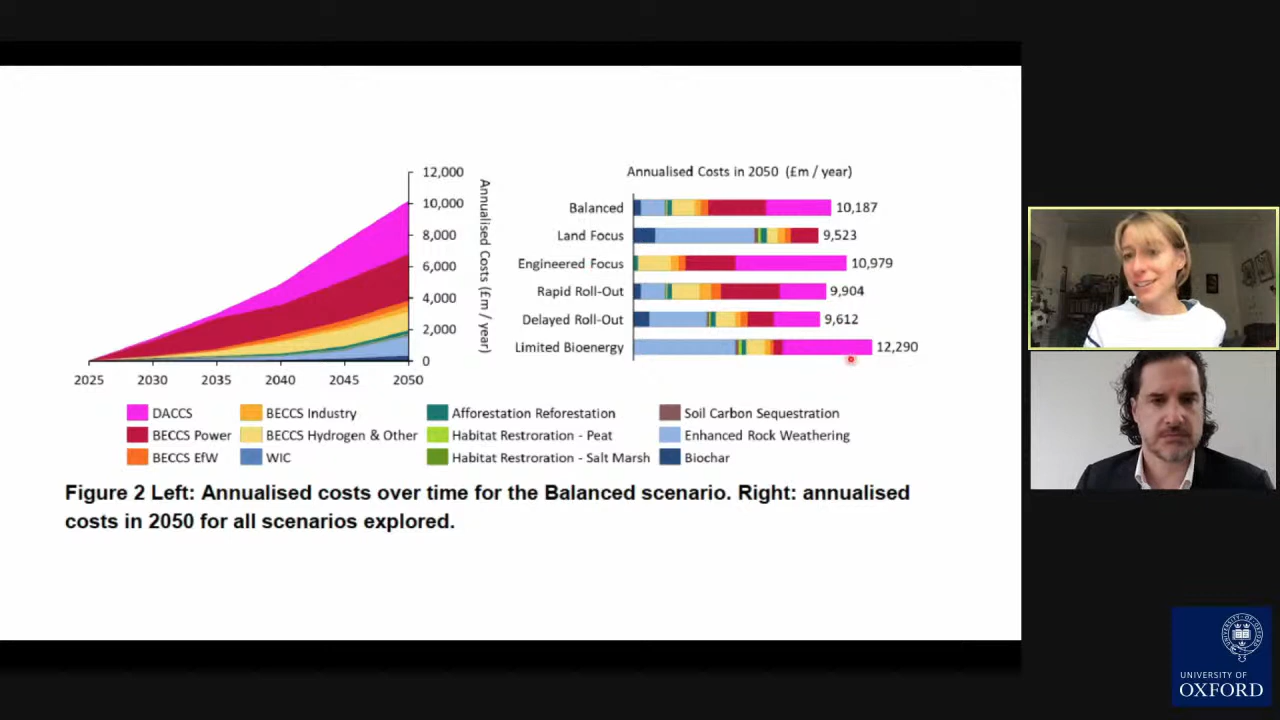 12,000
10,000
8,000
6,000
4,000
2,000
0
Annualised Costs (£m / year)
2025 2030 2035 2040 2045 2050
Annualised Costs in 2050 (£m / year)
Balanced 10,187
Land Focus 9,523
Engineered Focus 10,979
Rapid Roll-Out 9,904
Delayed Roll-Out 9,612
Limited Bioenergy 12,290
DACCS BECCS Industry Afforestation Reforestation Soil Carbon Sequestration
BECCS Power BECCS Hydrogen & Other Habitat Restroration - Peat Enhanced Rock Weathering
BECCS EfW WIC Habitat Restroration - Salt Marsh Biochar
Figure 2 Left: Annualised costs over time for the Balanced scenario. Right: annualised
costs in 2050 for all scenarios explored.
UNIVERSITY OF
OXFORD